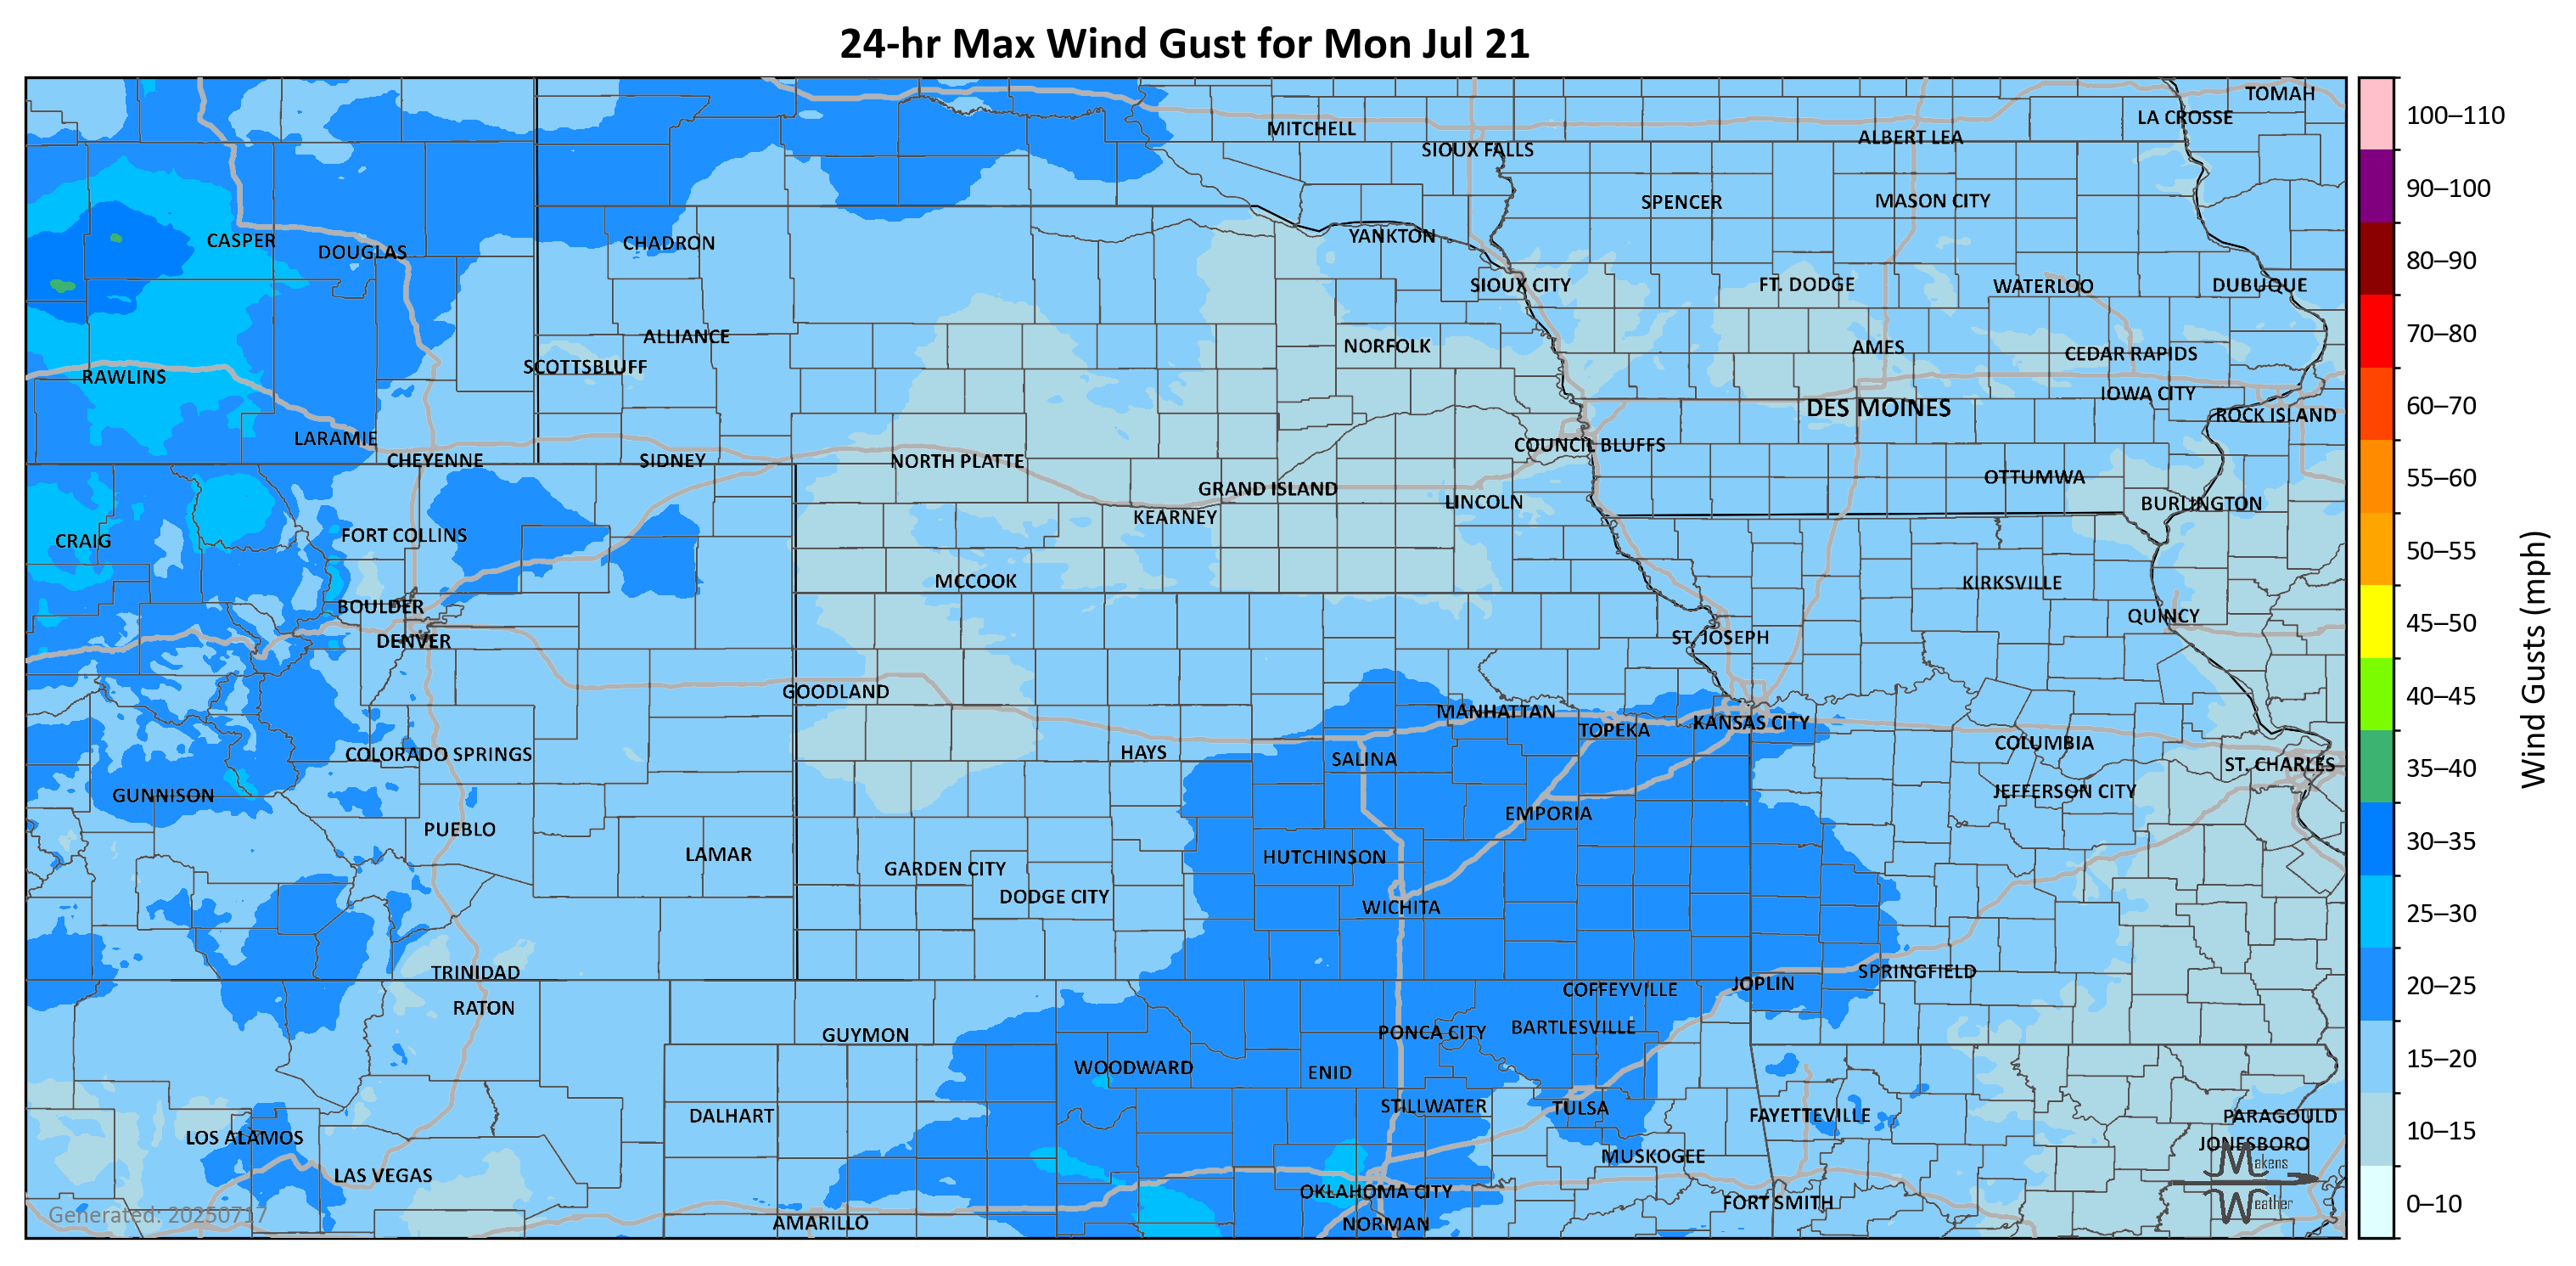 24-hr Max Wind Gust for Mon Jul 21
TOMAH
LA CROSSE
MITCHELL
ALBERT LEA
SIOUX FALLS
SPENCER
MASON CITY
CASPER
DOUGLAS
CHADRON
YANKTON
SIOUX CITY
FT. DODGE
WATERLOO
DUBUQUE
ALLIANCE
NORFOLK
AMES
CEDAR RAPIDS
SCOTTSBLUFF
RAWLINS
IOWA CITY
DES MOINES
ROCK ISLAND
LARAMIE
COUNCIL BLUFFS
CHEYENNE
SIDNEY
NORTH PLATTE
OTTUMWA
GRAND ISLAND
LINCOLN
BURLINGTON
KEARNEY
FORT COLLINS
CRAIG
MCCOOK
KIRKSVILLE
BOULDER
QUINCY
DENVER
ST. JOSEPH
GOODLAND
MANHATTAN
KANSAS CITY
TOPEKA
COLUMBIA
COLORADO SPRINGS
HAYS
SALINA
ST. CHARLES
GUNNISON
JEFFERSON CITY
EMPORIA
PUEBLO
LAMAR
HUTCHINSON
GARDEN CITY
DODGE CITY
WICHITA
TRINIDAD
SPRINGFIELD
JOPLIN
COFFEYVILLE
RATON
GUYMON
PONCA CITY
BARTLESVILLE
WOODWARD
ENID
STILLWATER
TULSA
DALHART
FAYETTEVILLE
PARAGOULD
LOS ALAMOS
JONESBORO
MUSKOGEE
LAS VEGAS
OKLAHOMA CITY
FORT SMITH
AMARILLO
NORMAN
Generated: 20250717
Makens
Weather
100–110
90–100
80–90
70–80
60–70
55–60
50–55
45–50
40–45
35–40
30–35
25–30
20–25
15–20
10–15
0–10
Wind Gusts (mph)